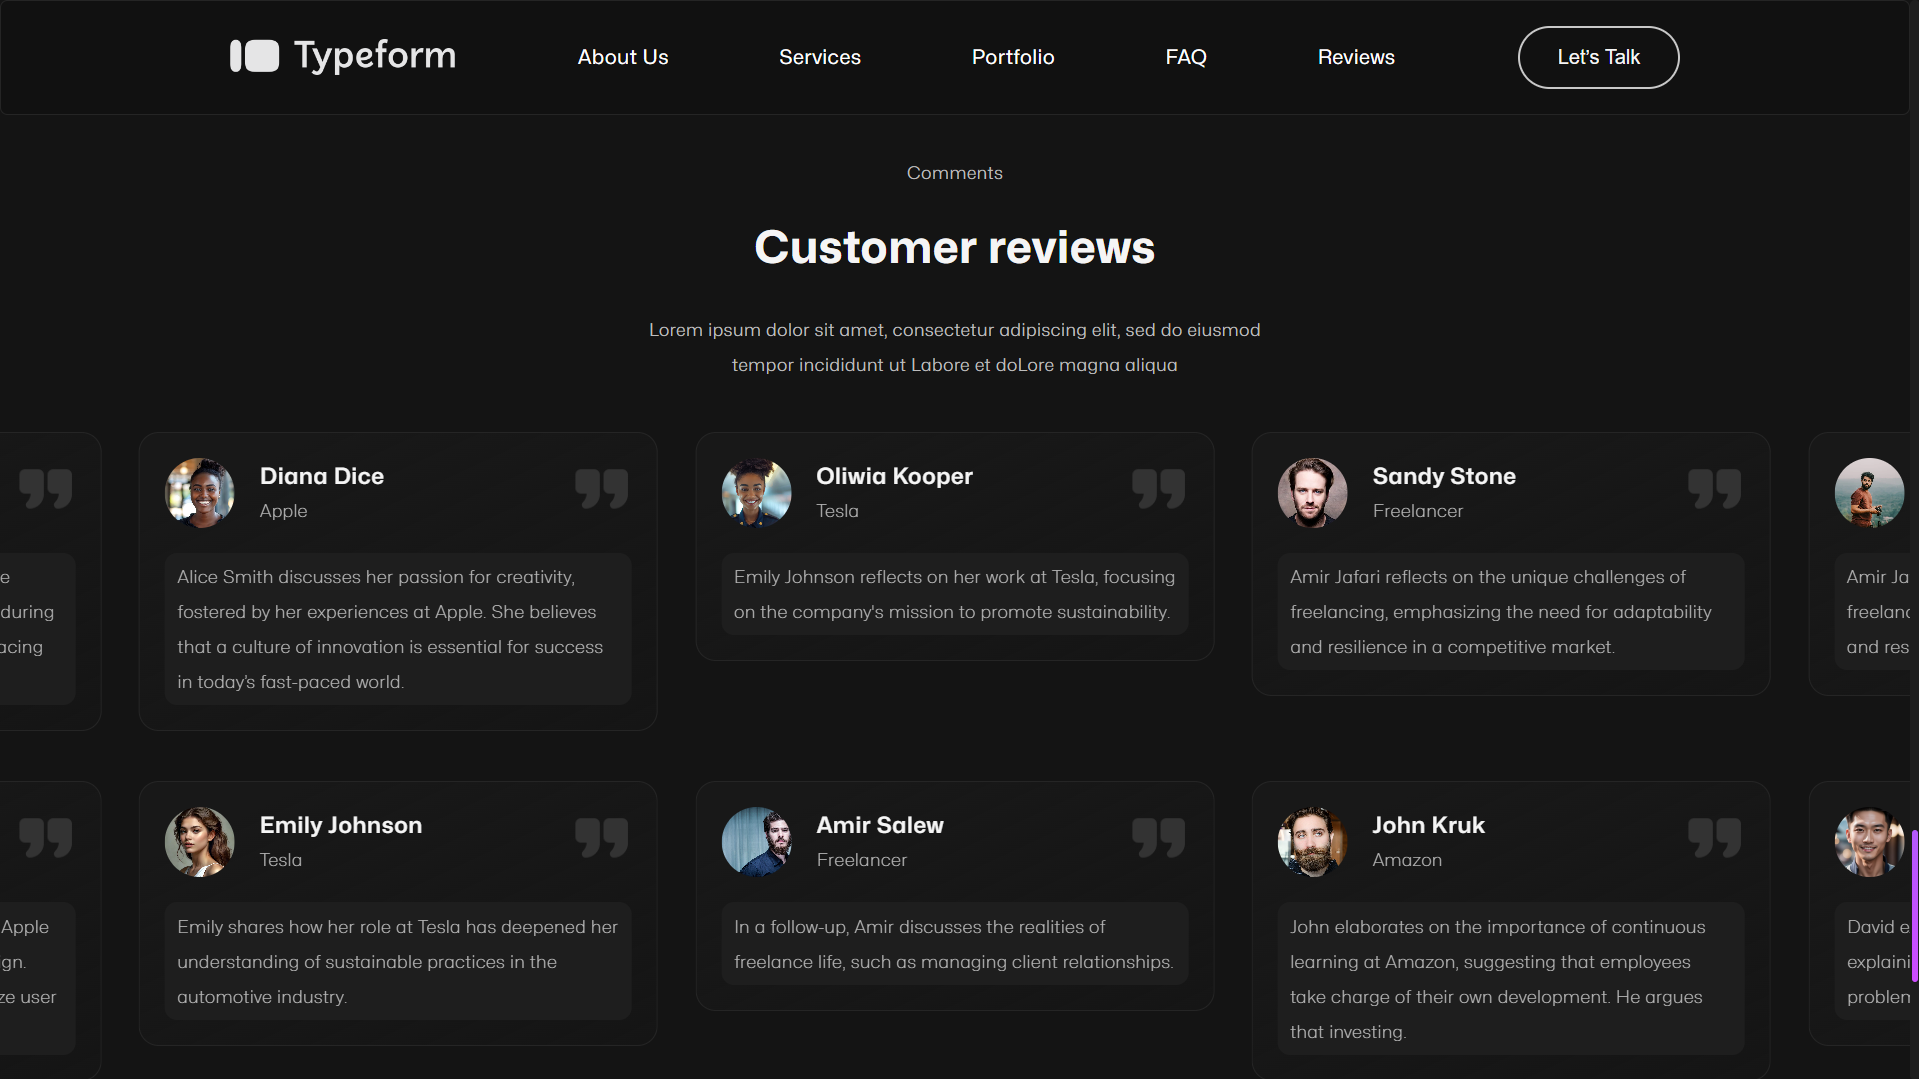 Typeform
About Us
Services
Portfolio
FAQ
Reviews
Let's Talk
Comments
Customer reviews
Lorem ipsum dolor sit amet, consectetur adipiscing elit, sed do eiusmod
tempor incididunt ut Labore et doLore magna aliqua
e
during
acing
Diana Dice
Apple
Alice Smith discusses her passion for creativity,
fostered by her experiences at Apple. She believes
that a culture of innovation is essential for success
in today's fast-paced world.
Oliwia Kooper
Tesla
Emily Johnson reflects on her work at Tesla, focusing
on the company's mission to promote sustainability.
Sandy Stone
Freelancer
Amir Jafari reflects on the unique challenges of
freelancing, emphasizing the need for adaptability
and resilience in a competitive market.
Amir Ja
freelanc
and res
Apple
ign.
ze user
Emily Johnson
Tesla
Emily shares how her role at Tesla has deepened her
understanding of sustainable practices in the
automotive industry.
Amir Salew
Freelancer
In a follow-up, Amir discusses the realities of
freelance life, such as managing client relationships.
John Kruk
Amazon
John elaborates on the importance of continuous
learning at Amazon, suggesting that employees
take charge of their own development. He argues
that investing.
David e
explaini
problem